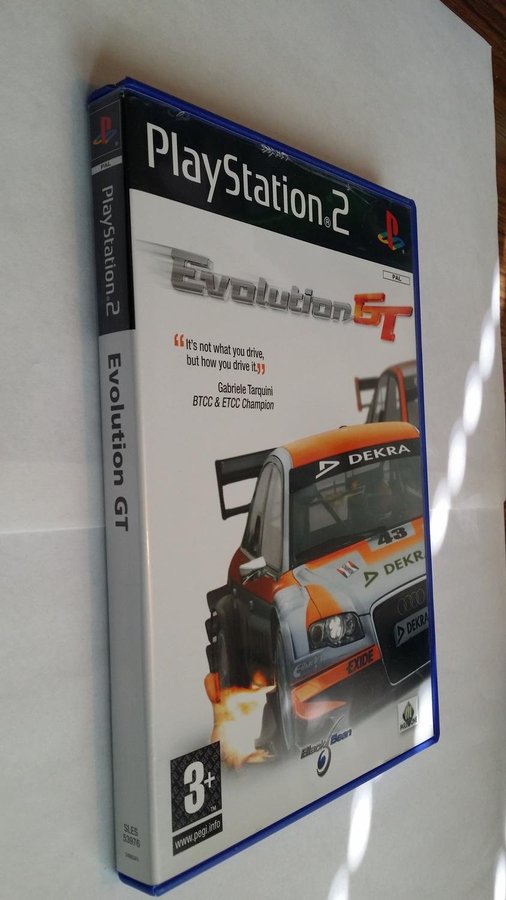 PAL
PlayStation®2
Evolution GT
SLES
53976
PlayStation®2
PAL
Evolution GT
“It's not what you drive,
but how you drive it.”
Gabriele Tarquini
BTCC & ETCC Champion
DEKRA
43
DEKRA
DEKRA
EXIDE
Black Bean
3+
™
www.pegi.info